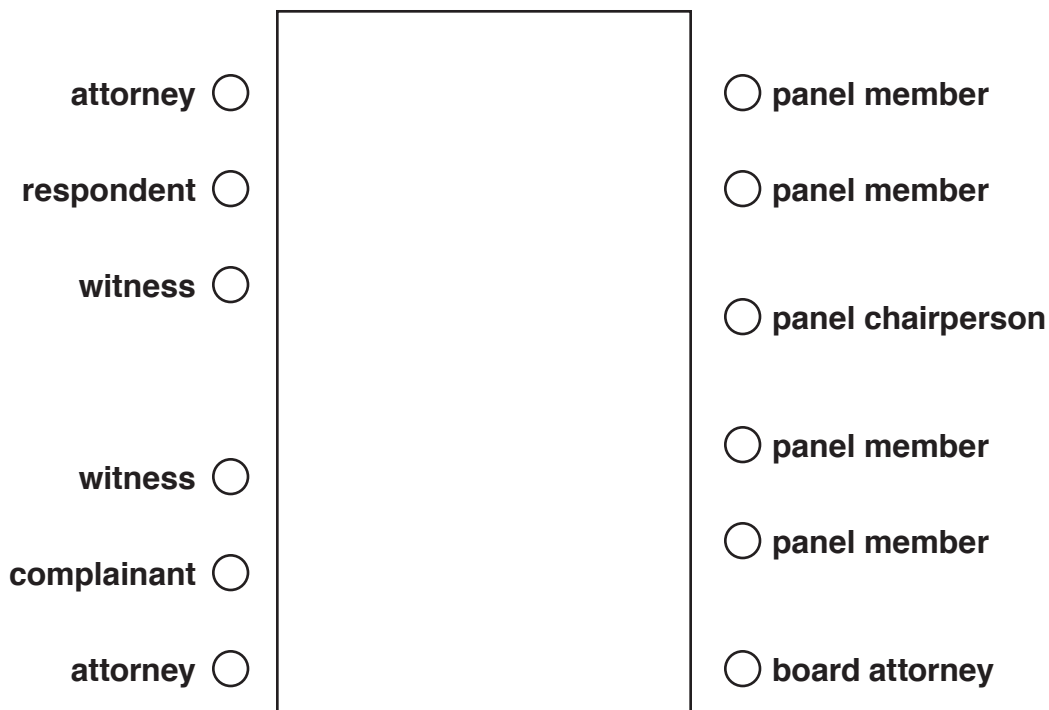 attorney
respondent
witness
witness
complainant
attorney
panel member
panel member
panel chairperson
panel member
panel member
board attorney